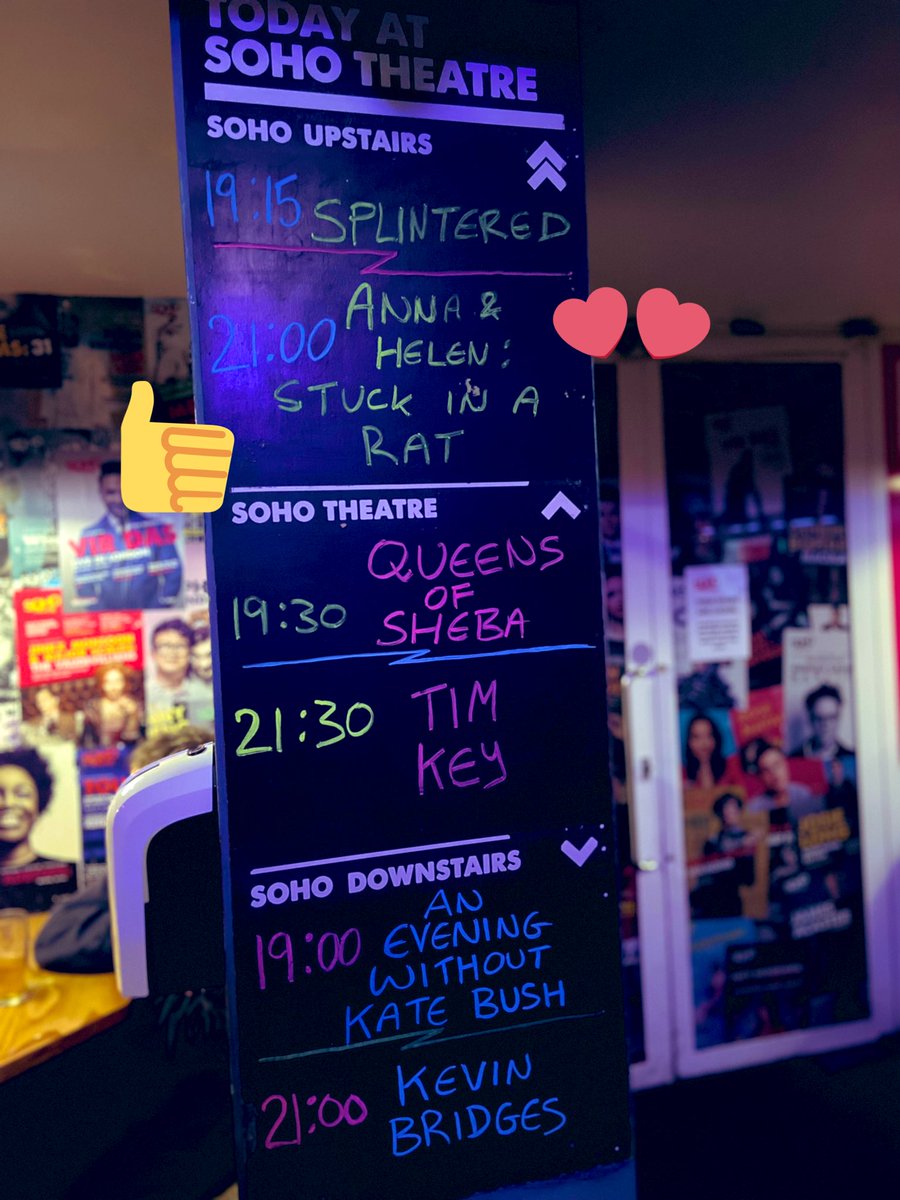 TODAY AT
SOHO THEATRE
SOHO UPSTAIRS
19:15 SPLINTERED
21:00 ANNA &
HELEN:
STUCK IN A
RAT
SOHO THEATRE
19:30 QUEENS
OF
SHEBA
21:30 TIM
KEY
SOHO DOWNSTAIRS
19:00 AN
EVENING
WITHOUT
KATE BUSH
21:00 KEVIN
BRIDGES
VIR DAS